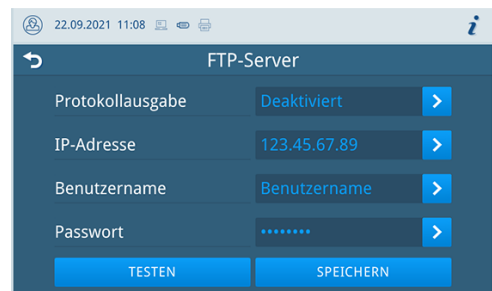 22.09.2021 11:08 i
FTP-Server
Protokollausgabe Deaktiviert
IP-Adresse 123.45.67.89
Benutzername Benutzername
Passwort ••••••••
TESTEN SPEICHERN